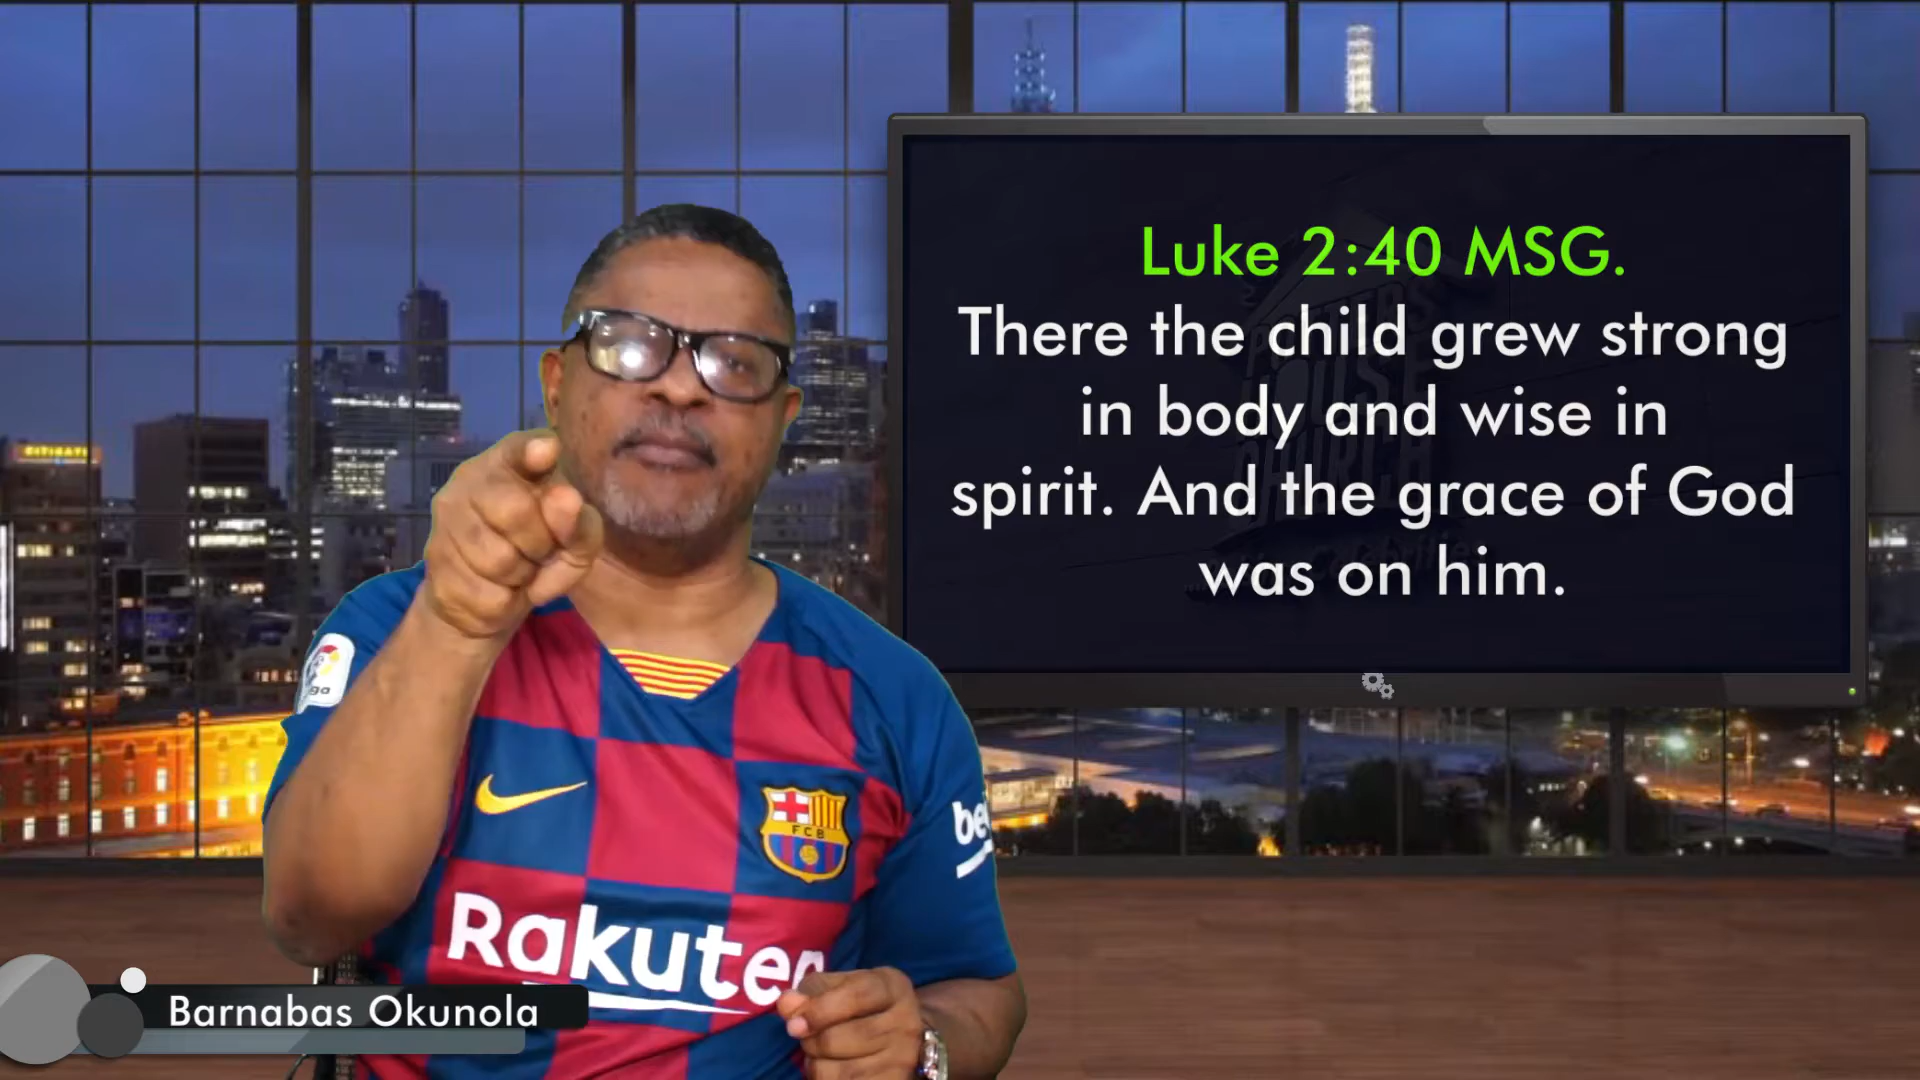 Luke 2:40 MSG.
There the child grew strong
in body and wise in
spirit. And the grace of God
was on him.
CITIGATE
FCB
Rakuten
Barnabas Okunola